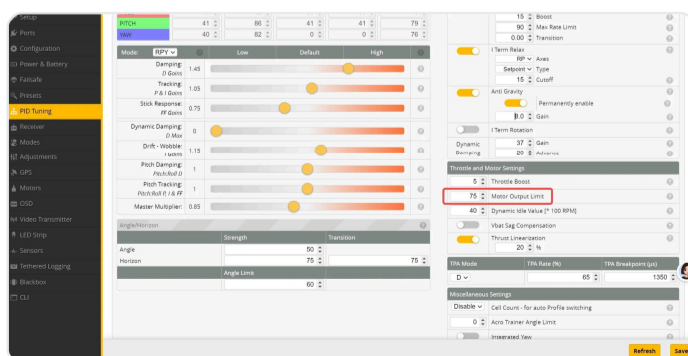 Setup
Ports
Configuration
Power & Battery
Failsafe
Presets
PID Tuning
Receiver
Modes
Adjustments
GPS
Motors
OSD
Video Transmitter
LED Strip
Sensors
Tethered Logging
Blackbox
CLI
PITCH 41 86 41 41 79
YAW 40 82 0 0 76
Mode: RPY Low Default High
Damping: 1.45
D Gains
Tracking: 1.05
P & I Gains
Stick Response: 0.75
FF Gains
Dynamic Damping: 0
D Max
Drift - Wobble: 1.15
I Gains
Pitch Damping: 1
Pitch:Roll D
Pitch Tracking: 1
Pitch:Roll P, I & FF
Master Multiplier: 0.85
Angle/Horizon
Strength Transition
Angle 50
Horizon 75 75
Angle Limit
60
15 Boost
90 Max Rate Limit
0.00 Transition
I Term Relax
RP Axes
Setpoint Type
15 Cutoff
Anti Gravity
Permanently enable
Gain
I Term Rotation
Dynamic 37 Gain
Damping 20 Advance
Throttle and Motor Settings
5 Throttle Boost
75 Motor Output Limit
40 Dynamic Idle Value [* 100 RPM]
Vbat Sag Compensation
Thrust Linearization
20 %
TPA Mode TPA Rate (%) TPA Breakpoint (µs)
D 65 1350
Miscellaneous Settings
Disable Cell Count - for auto Profile switching
0 Acro Trainer Angle Limit
Integrated Yaw
Refresh Save